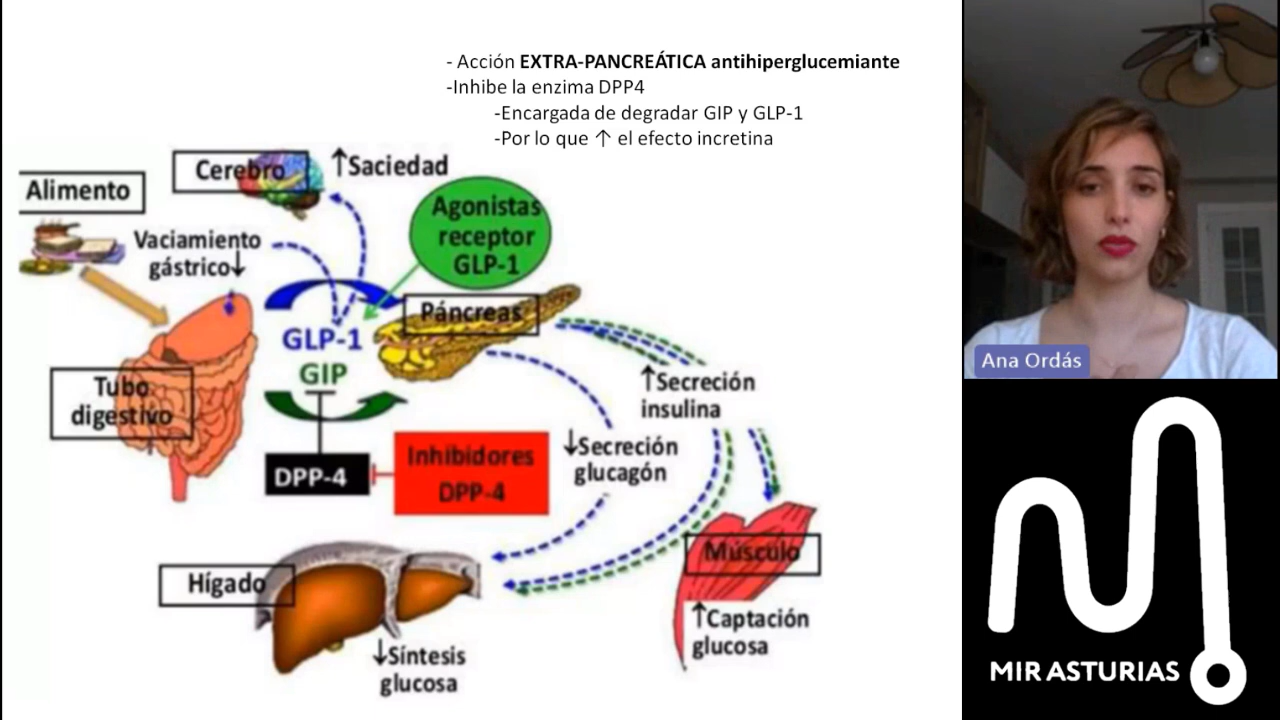 - Acción EXTRA-PANCREÁTICA antihiperglucemiante
-Inhibe la enzima DPP4
-Encargada de degradar GIP y GLP-1
-Por lo que ↑ el efecto incretina
Cerebro
↑Saciedad
Alimento
Agonistas
receptor
GLP-1
Vaciamiento
gástrico↓
Páncreas
GLP-1
GIP
Tubo
digestivo
↑Secreción
insulina
↓Secreción
glucagón
DPP-4
Inhibidores
DPP-4
Hígado
Músculo
↑Captación
glucosa
↓Síntesis
glucosa
Ana Ordás
MIR ASTURIAS